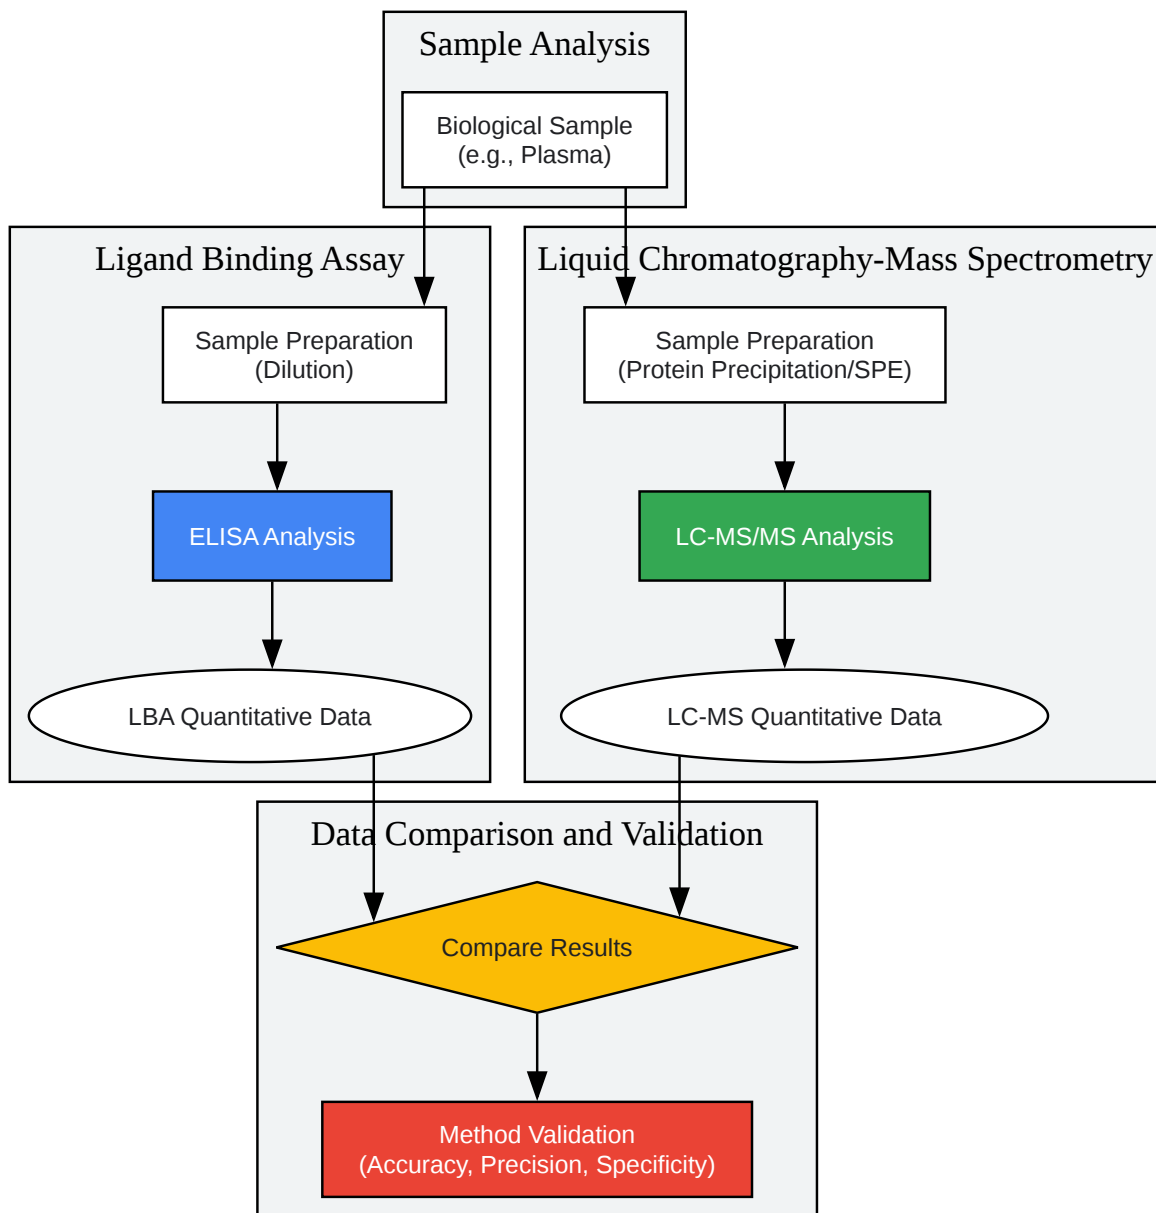 Sample Analysis
Biological Sample
(e.g., Plasma)
Ligand Binding Assay
Sample Preparation
(Dilution)
ELISA Analysis
LBA Quantitative Data
Liquid Chromatography-Mass Spectrometry
Sample Preparation
(Protein Precipitation/SPE)
LC-MS/MS Analysis
LC-MS Quantitative Data
Data Comparison and Validation
Compare Results
Method Validation
(Accuracy, Precision, Specificity)